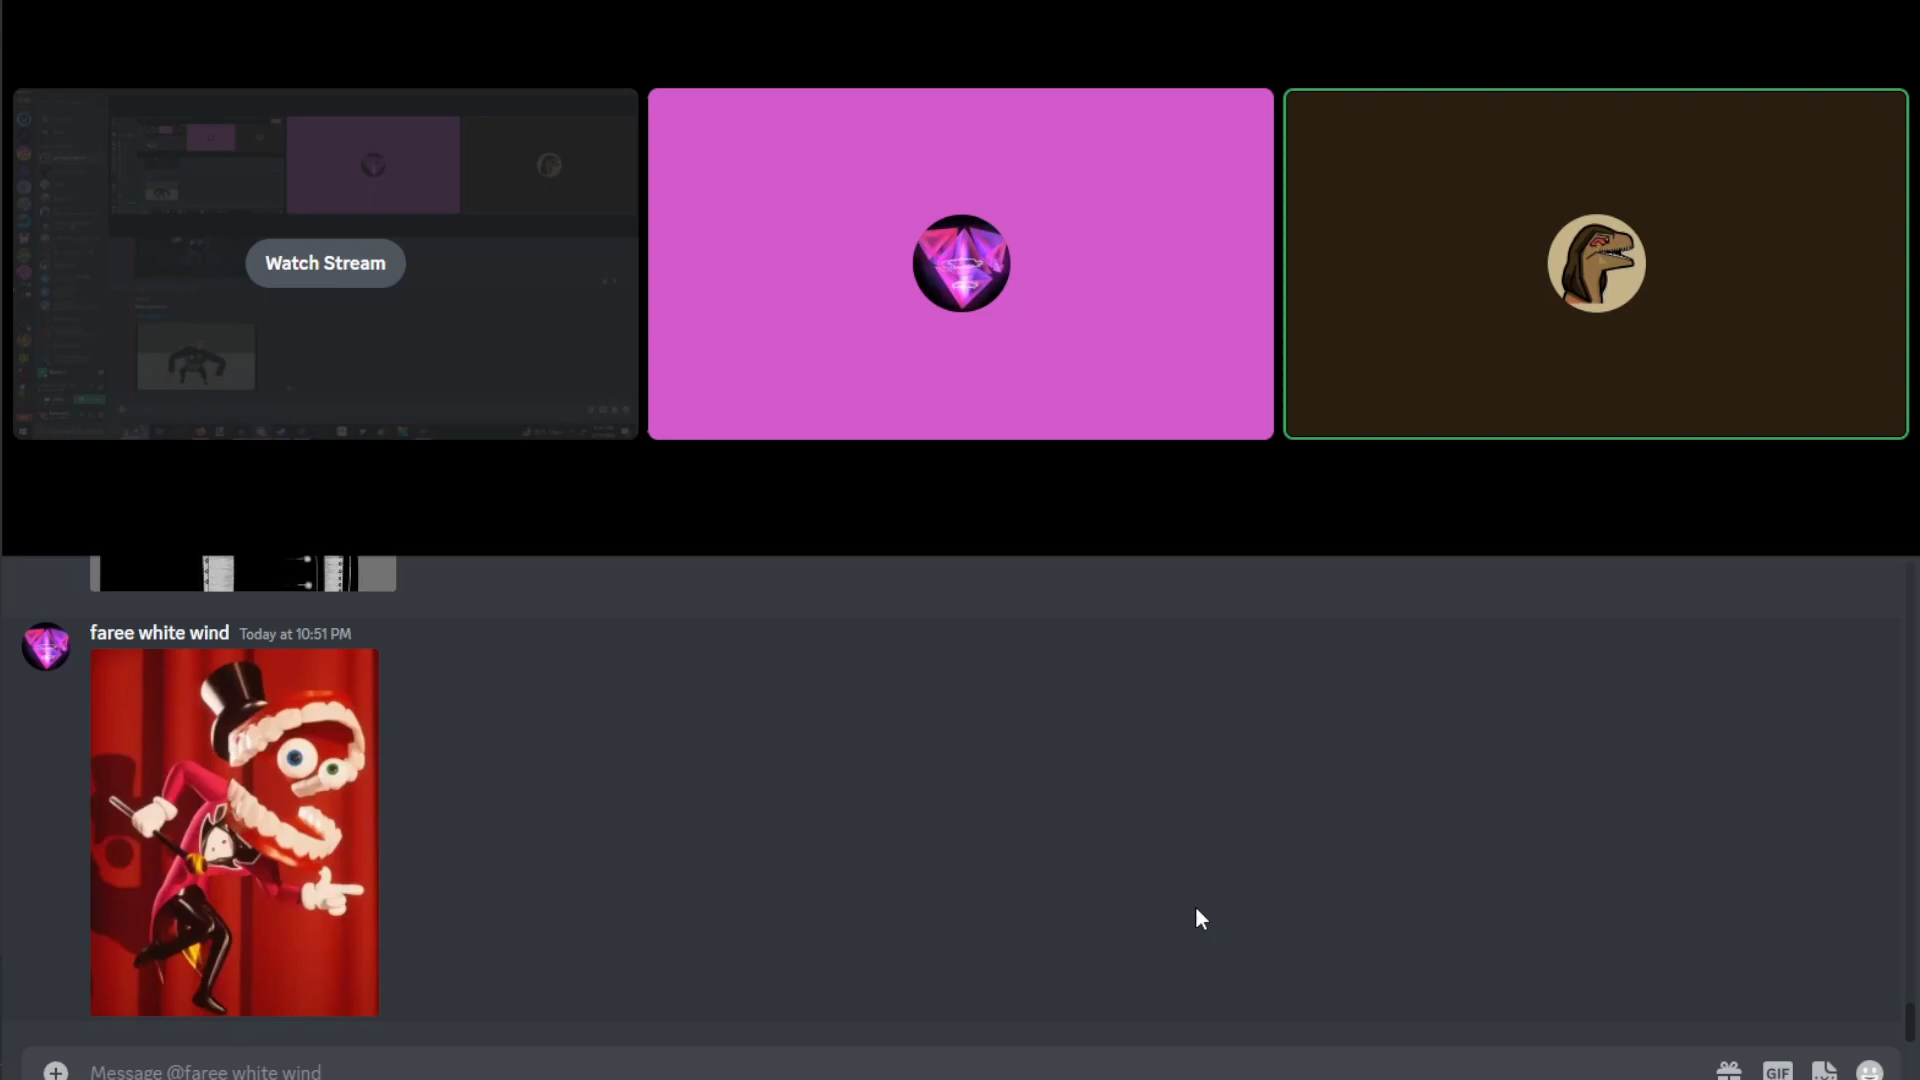 Watch Stream
faree white wind Today at 10:51 PM
Message @faree white wind
GIF